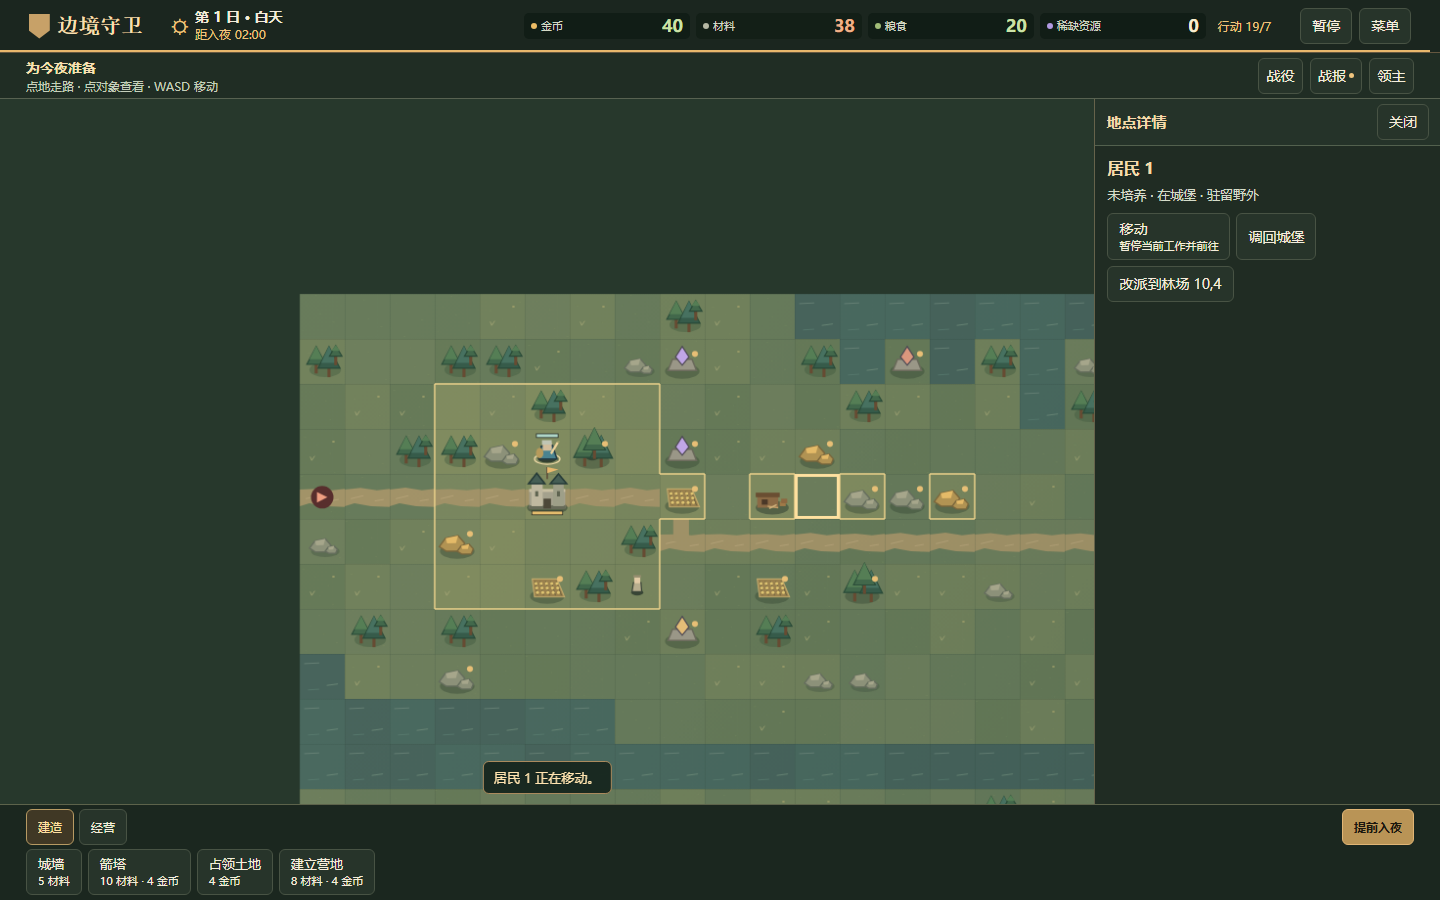 边境守卫
第 1 日 • 白天
距入夜 02:00
金币 40
材料 38
粮食 20
稀缺资源 0
行动 19/7
暂停
菜单
为今夜准备
点地走路 · 点对象查看 · WASD 移动
战役
战报
领主
地点详情
关闭
居民 1
未培养 · 在城堡 · 驻留野外
移动
暂停当前工作并前往
调回城堡
改派到林场 10,4
居民 1 正在移动。
建造
经营
提前入夜
城墙
5 材料
箭塔
10 材料 · 4 金币
占领土地
4 金币
建立营地
8 材料 · 4 金币